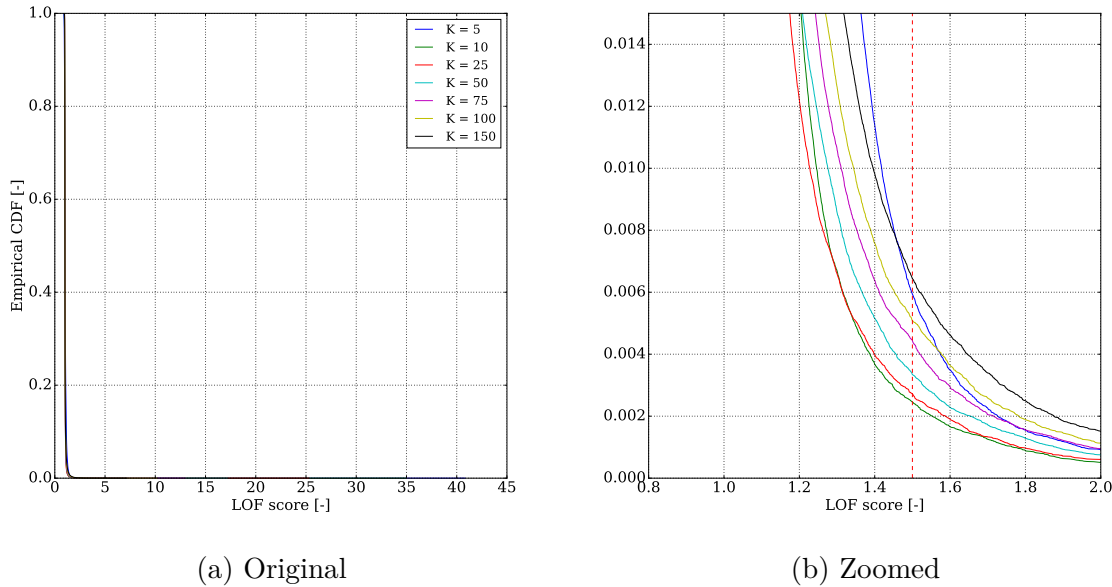 1.0
0.8
0.6
0.4
0.2
0.0
Empirical CDF [-]
0 5 10 15 20 25 30 35 40 45
LOF score [-]
K = 5
K = 10
K = 25
K = 50
K = 75
K = 100
K = 150
(a) Original
0.014
0.012
0.010
0.008
0.006
0.004
0.002
0.000
0.8 1.0 1.2 1.4 1.6 1.8 2.0
LOF score [-]
(b) Zoomed